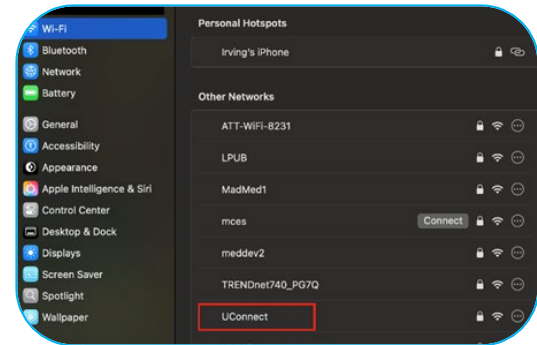 Wi-Fi
Bluetooth
Network
Battery
General
Accessibility
Appearance
Apple Intelligence & Siri
Control Center
Desktop & Dock
Displays
Screen Saver
Spotlight
Wallpaper
Personal Hotspots
Irving's iPhone
Other Networks
ATT-WiFi-8231
LPUB
MadMed1
mces Connect
meddev2
TRENDnet740_PG7Q
UConnect